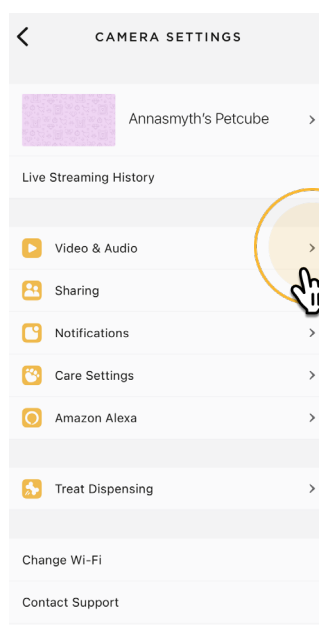 CAMERA SETTINGS
Annasmyth's Petcube
Live Streaming History
Video & Audio
Sharing
Notifications
Care Settings
Amazon Alexa
Treat Dispensing
Change Wi-Fi
Contact Support